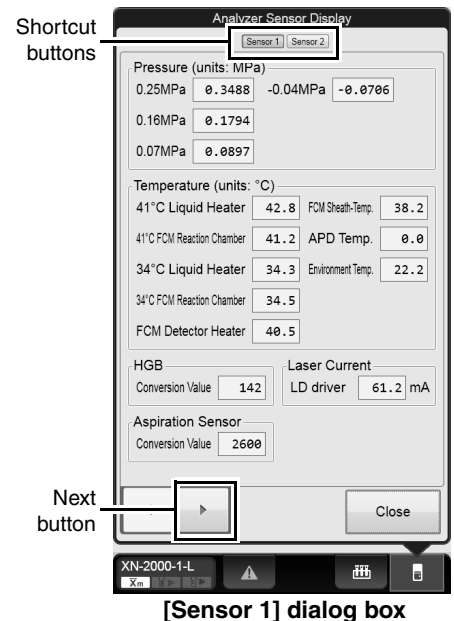 Analyzer Sensor Display
Shortcut
buttons
Sensor 1 Sensor 2
Pressure (units: MPa)
0.25MPa 0.3488 -0.04MPa -0.0706
0.16MPa 0.1794
0.07MPa 0.0897
Temperature (units: °C)
41°C Liquid Heater 42.8 FCM Sheath-Temp. 38.2
41°C FCM Reaction Chamber 41.2 APD Temp. 0.0
34°C Liquid Heater 34.3 Environment Temp. 22.2
34°C FCM Reaction Chamber 34.5
FCM Detector Heater 40.5
HGB Laser Current
Conversion Value 142 LD driver 61.2 mA
Aspiration Sensor
Conversion Value 2600
Next
button
Close
XN-2000-1-L
Xm
[Sensor 1] dialog box